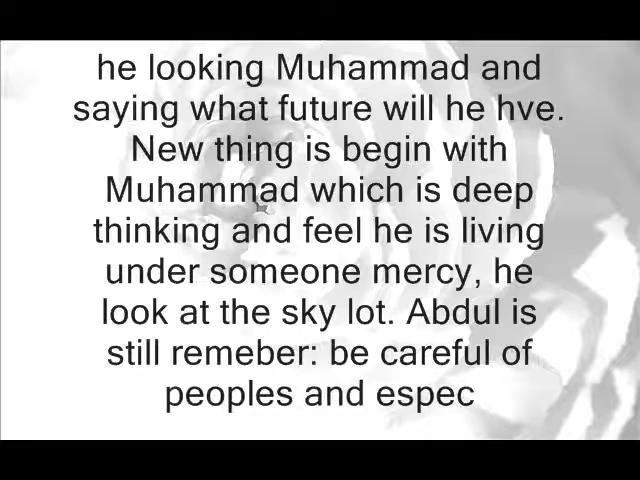 he looking Muhammad and
saying what future will he hve.
New thing is begin with
Muhammad which is deep
thinking and feel he is living
under someone mercy, he
look at the sky lot. Abdul is
still remeber: be careful of
peoples and espec